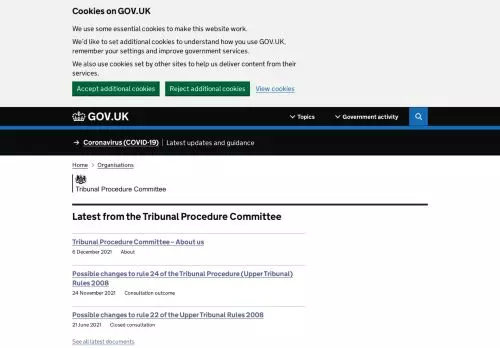 Cookies on GOV.UK
We use some essential cookies to make this website work.
We'd like to set additional cookies to understand how you use GOV.UK,
remember your settings and improve government services.
We also use cookies set by other sites to help us deliver content from their
services.
Accept additional cookies Reject additional cookies View cookies
GOV.UK Topics Government activity
→ Coronavirus (COVID-19) Latest updates and guidance
Home Organisations
Tribunal Procedure Committee
Latest from the Tribunal Procedure Committee
Tribunal Procedure Committee – About us
6 December 2021 About
Possible changes to rule 24 of the Tribunal Procedure (Upper Tribunal)
Rules 2008
24 November 2021 Consultation outcome
Possible changes to rule 22 of the Upper Tribunal Rules 2008
21 June 2021 Closed consultation
See all latest documents